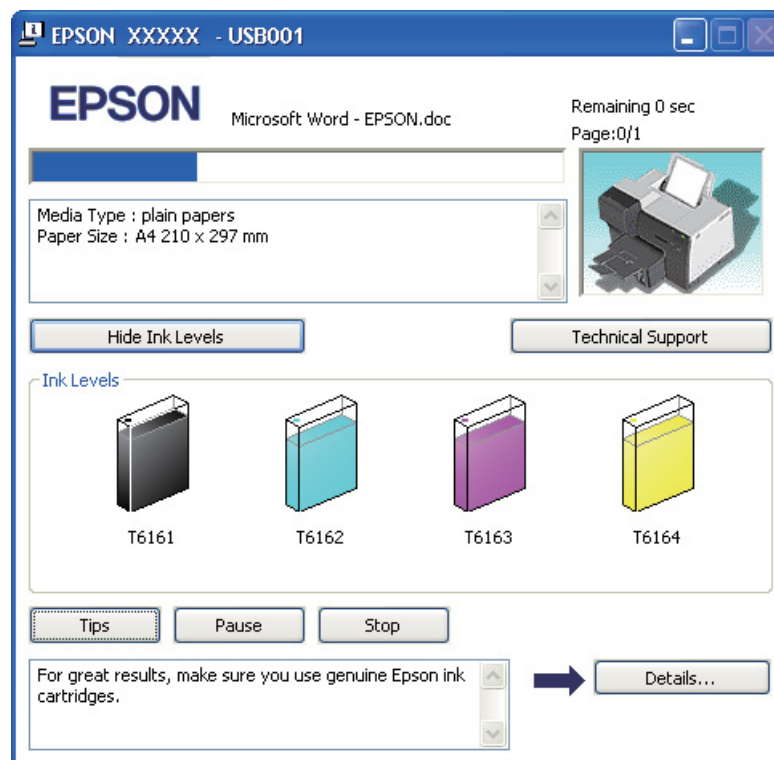 EPSON XXXXX - USB001
EPSON
Microsoft Word - EPSON.doc
Remaining 0 sec
Page:0/1
Media Type : plain papers
Paper Size : A4 210 x 297 mm
Hide Ink Levels
Technical Support
Ink Levels
T6161
T6162
T6163
T6164
Tips
Pause
Stop
For great results, make sure you use genuine Epson ink
cartridges.
Details...